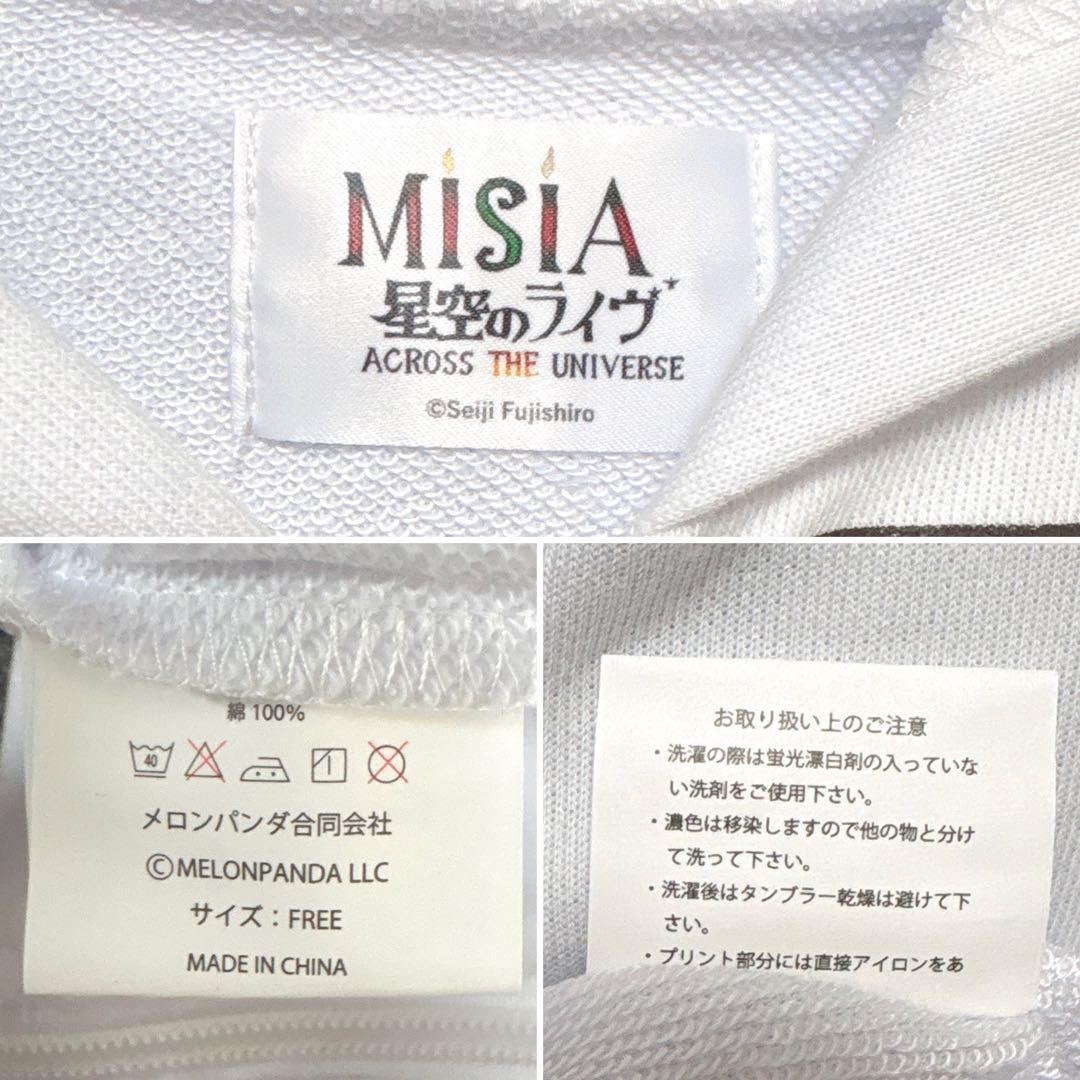 MISIA
星空のライヴ
ACROSS THE UNIVERSE
©Seiji Fujishiro
綿 100%
40
メロンパンダ合同会社
©MELONPANDA LLC
サイズ：FREE
MADE IN CHINA
お取り扱い上のご注意
・洗濯の際は蛍光漂白剤の入っていな
い洗剤をご使用下さい。
・濃色は移染しますので他の物と分け
て洗って下さい。
・洗濯後はタンブラー乾燥は避けて下
さい。
・プリント部分には直接アイロンをあ